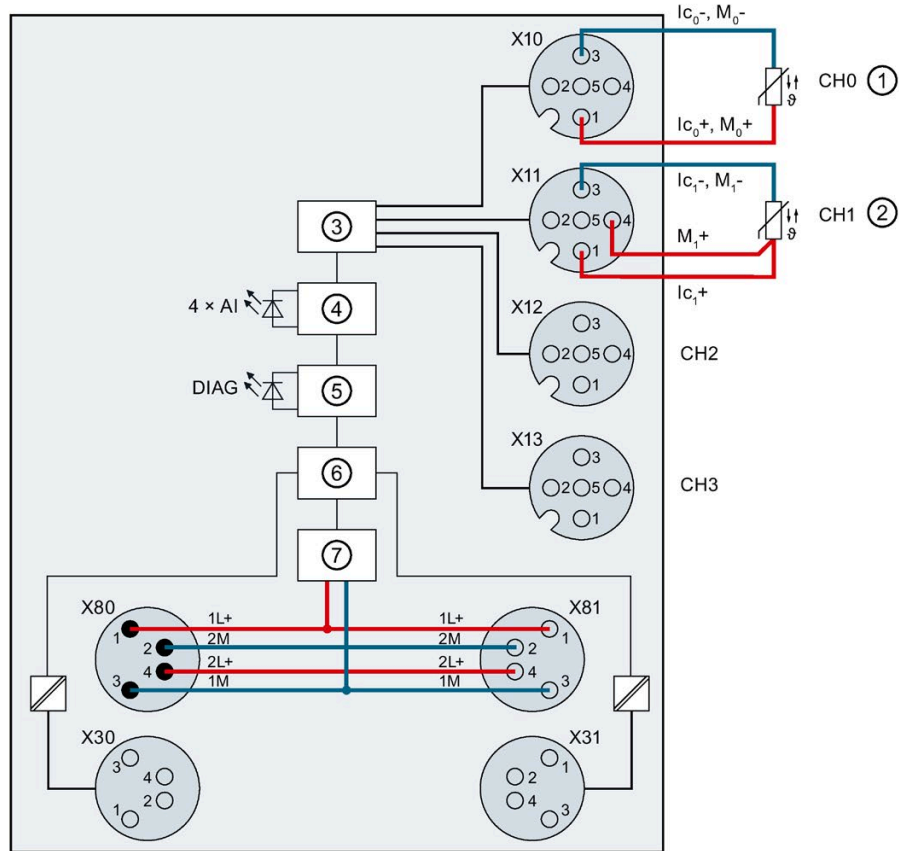 Ic₀-, M₀-
X10
3
2 5 4
1
CH0 ①
Ic₀+, M₀+
X11
3
2 5 4
1
Ic₁-, M₁-
ϑ
CH1 ②
ϑ
M₁+
Ic₁+
③
X12
3
2 5 4
1
CH2
4 × AI
④
DIAG
⑤
X13
3
2 5 4
1
CH3
⑥
⑦
X80
X81
1 1L+ 1L+ 1
2 2M 2M 2
4 2L+ 2L+ 4
3 1M 1M 3
X30
X31
3 1
4 2
2 4
1 3